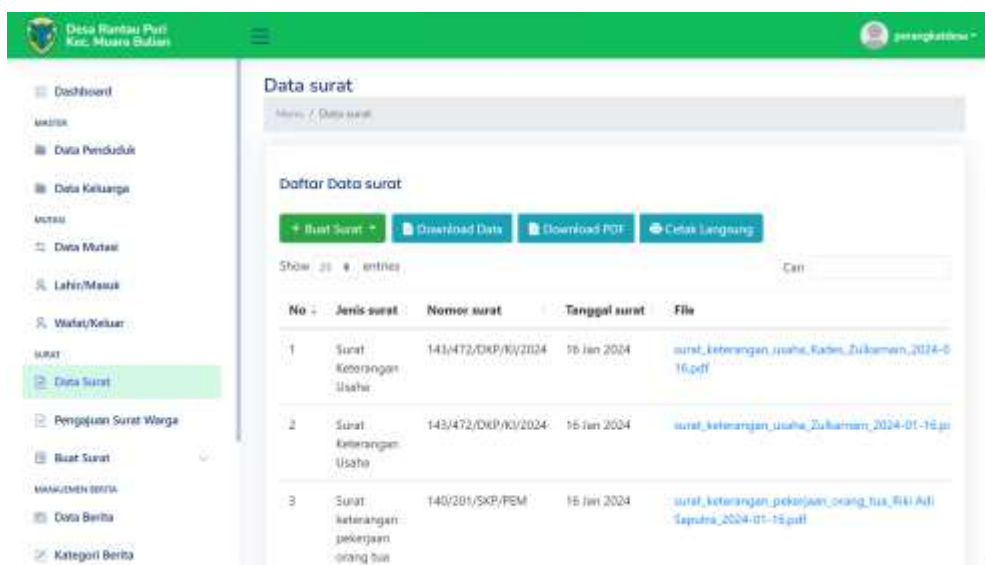 Desa Rantau Puri
Kec. Muara Bulian
perangkatdesa
Dashboard
MASTER
Data Penduduk
Data Keluarga
MUTASI
Data Mutasi
Lahir/Masuk
Wafat/Keluar
SURAT
Data Surat
Pengajuan Surat Warga
Buat Surat
MANAJEMEN BERITA
Data Berita
Kategori Berita
Data surat
Menu / Data surat
Daftar Data surat
+ Buat Surat
Download Data
Download PDF
Cetak Langsung
Show 25 entries
Cari
No Jenis surat Nomor surat Tanggal surat File
1 Surat Keterangan Usaha 143/472/DKP/KI/2024 16 Jan 2024 surat_keterangan_usaha_Kades_Zulkarnain_2024-0
16.pdf
2 Surat Keterangan Usaha 143/472/DKP/KI/2024 16 Jan 2024 surat_keterangan_usaha_Zulkarnain_2024-01-16.p
3 Surat keterangan pekerjaan orang tua 140/201/SKP/PEM 16 Jan 2024 surat_keterangan_pekerjaan_orang_tua_Riki Adi
Saputra_2024-01-16.pdf